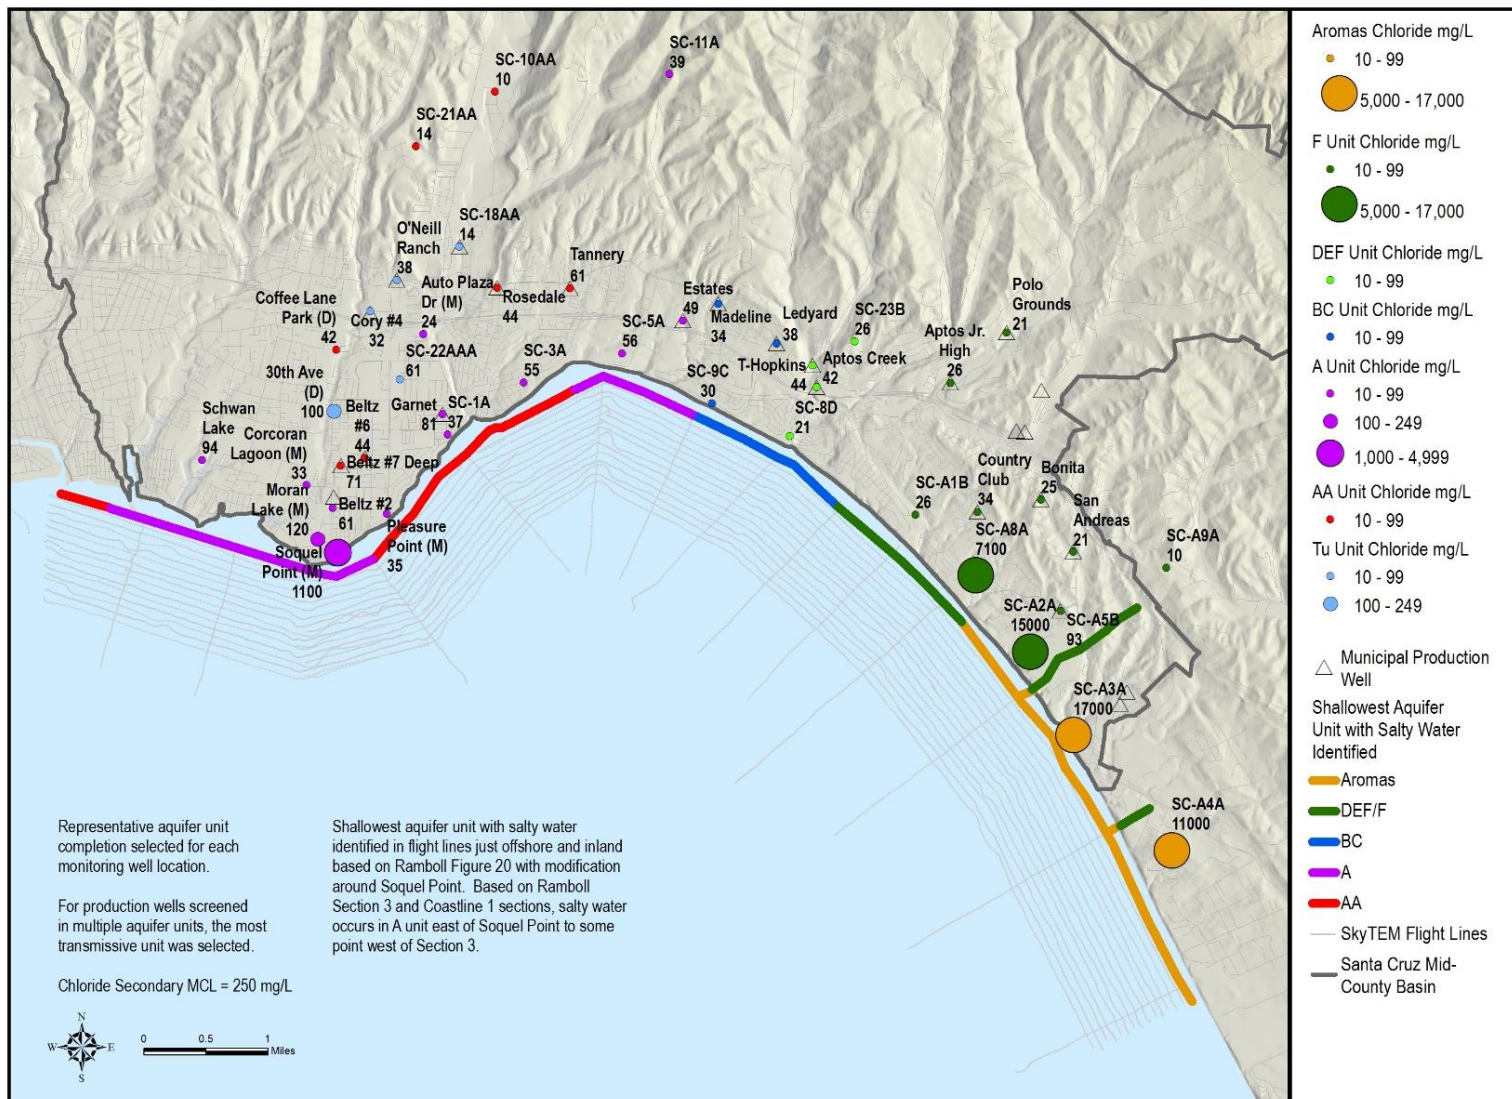 SC-10AA
10
SC-11A
39
SC-21AA
14
O'Neill
Ranch
38
SC-18AA
14
Auto Plaza
Dr (M)
24
Rosedale
44
Tannery
61
Coffee Lane
Park (D)
42
Cory #4
32
SC-22AAA
61
30th Ave
(D)
100
Schwan
Lake
94
Corcoran
Lagoon (M)
33
Beltz
#6
44
Garnet
81
SC-1A
37
Beltz #7 Deep
71
Moran
Lake (M)
120
Beltz #2
61
Pleasure
Point (M)
35
Soquel
Point (M)
1100
SC-3A
55
SC-5A
56
Estates
49
Madeline
34
Ledyard
38
SC-9C
30
T-Hopkins
44
Aptos Creek
42
SC-23B
26
SC-8D
21
Aptos Jr.
High
26
Polo
Grounds
21
SC-A1B
26
Country
Club
34
SC-A8A
7100
Bonita
25
San
Andreas
21
SC-A9A
10
SC-A2A
15000
SC-A5B
93
SC-A3A
17000
SC-A4A
11000
Representative aquifer unit
completion selected for each
monitoring well location.
For production wells screened
in multiple aquifer units, the most
transmissive unit was selected.
Chloride Secondary MCL = 250 mg/L
Shallowest aquifer unit with salty water
identified in flight lines just offshore and inland
based on Ramboll Figure 20 with modification
around Soquel Point. Based on Ramboll
Section 3 and Coastline 1 sections, salty water
occurs in A unit east of Soquel Point to some
point west of Section 3.
N
W E
S
0 0.5 1
Miles
Aromas Chloride mg/L
10 - 99
5,000 - 17,000
F Unit Chloride mg/L
10 - 99
5,000 - 17,000
DEF Unit Chloride mg/L
10 - 99
BC Unit Chloride mg/L
10 - 99
A Unit Chloride mg/L
10 - 99
100 - 249
1,000 - 4,999
AA Unit Chloride mg/L
10 - 99
Tu Unit Chloride mg/L
10 - 99
100 - 249
Municipal Production
Well
Shallowest Aquifer
Unit with Salty Water
Identified
Aromas
DEF/F
BC
A
AA
SkyTEM Flight Lines
Santa Cruz Mid-
County Basin